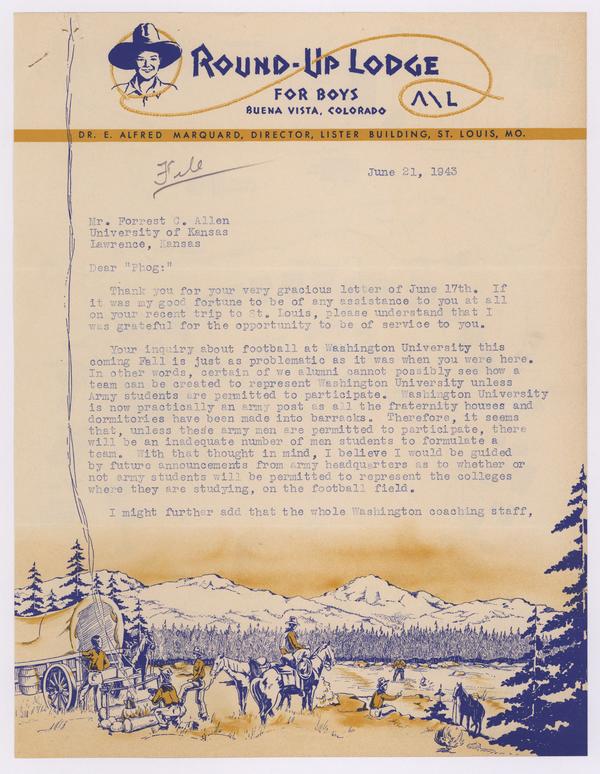 ROUND-UP LODGE
FOR BOYS
BUENA VISTA, COLORADO
DR. E. ALFRED MARQUARD, DIRECTOR, LISTER BUILDING, ST. LOUIS, MO.
File
June 21, 1943
Mr. Forrest C. Allen
University of Kansas
Lawrence, Kansas
Dear "Phog:"
Thank you for your very gracious letter of June 17th. If
it was my good fortune to be of any assistance to you at all
on your recent trip to St. Louis, please understand that I
was grateful for the opportunity to be of service to you.
Your inquiry about football at Washington University this
coming Fall is just as problematic as it was when you were here.
In other words, certain of we alumni cannot possibly see how a
team can be created to represent Washington University unless
Army students are permitted to participate. Washington University
is now practically an army post as all the fraternity houses and
dormitories have been made into barracks. Therefore, it seems
that, unless these army men are permitted to participate, there
will be an inadequate number of men students to formulate a
team. With that thought in mind, I believe I would be guided
by future announcements from army headquarters as to whether or
not army students will be permitted to represent the colleges
where they are studying, on the football field.
I might further add that the whole Washington coaching staff,